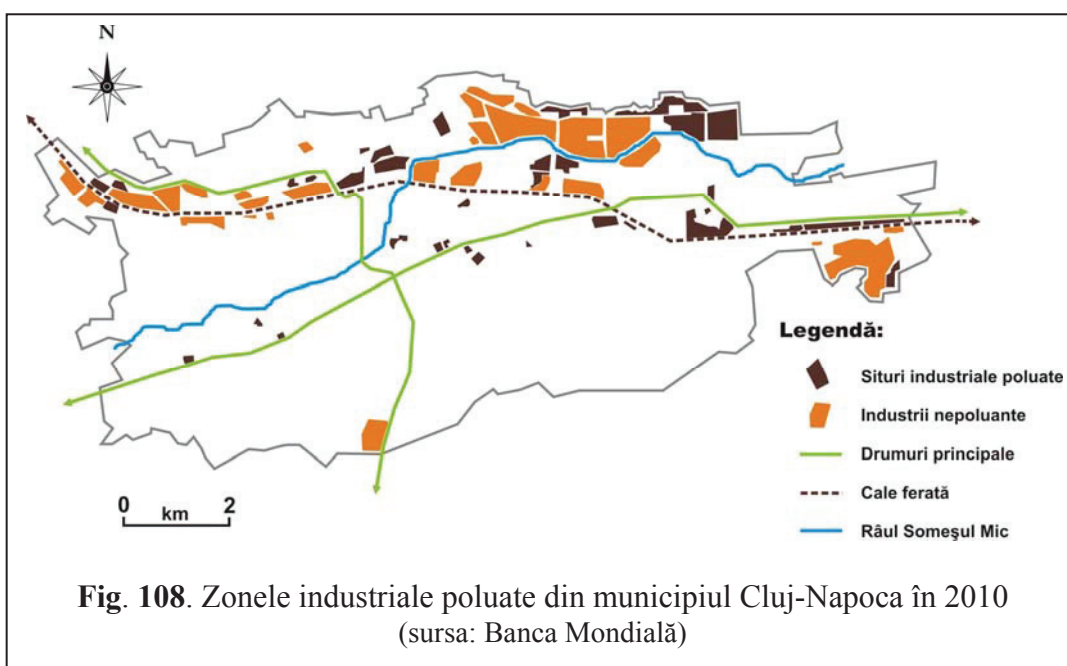 N
Legendă:
Situri industriale poluate
Industrii nepoluante
Drumuri principale
Cale ferată
Râul Someşul Mic
0 2
km
Fig. 108. Zonele industriale poluate din municipiul Cluj-Napoca în 2010
(sursa: Banca Mondială)